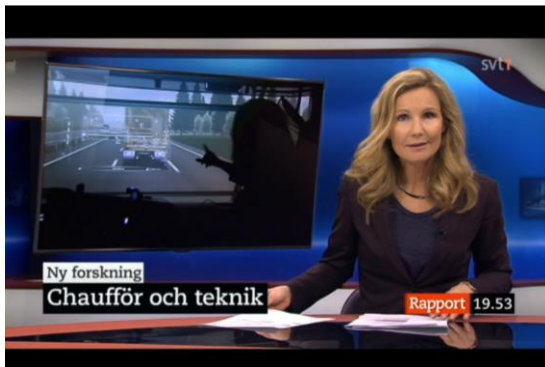 svt1
Ny forskning
Chaufför och teknik
Rapport 19.53